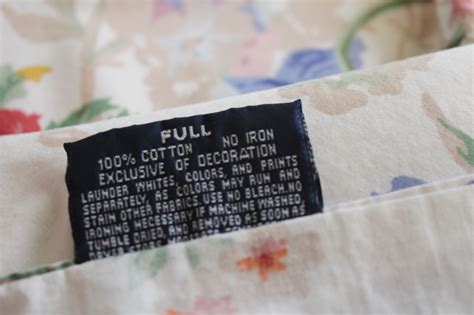 FULL
100% COTTON NO IRON
EXCLUSIVE OF DECORATION
LAUNDER WHITES, COLORS, AND PRINTS
SEPARATELY AS COLORS MAY RUN AND
STAIN OTHER FABRICS. USE NO BLEACH. NO
IRONING NECESSARY IF MACHINE WASHED
TUMBLE DRIED, AND REMOVED AS SOON AS